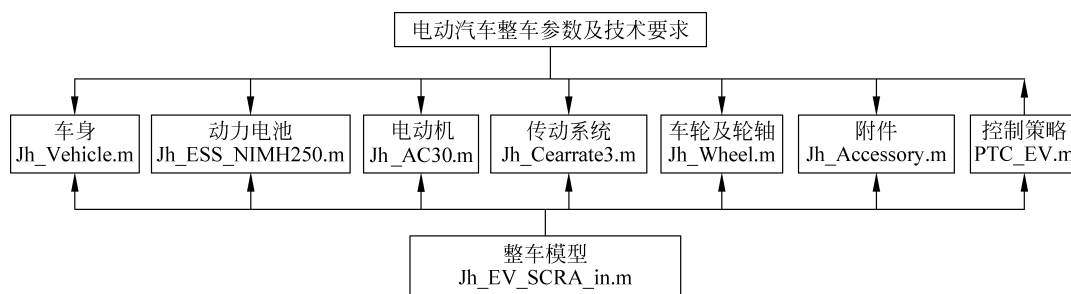 电动汽车整车参数及技术要求
车身
Jh_Vehicle.m
动力电池
Jh_ESS_NIMH250.m
电动机
Jh_AC30.m
传动系统
Jh_Cearrate3.m
车轮及轮轴
Jh_Wheel.m
附件
Jh_Accessory.m
控制策略
PTC_EV.m
整车模型
Jh_EV_SCRA_in.m